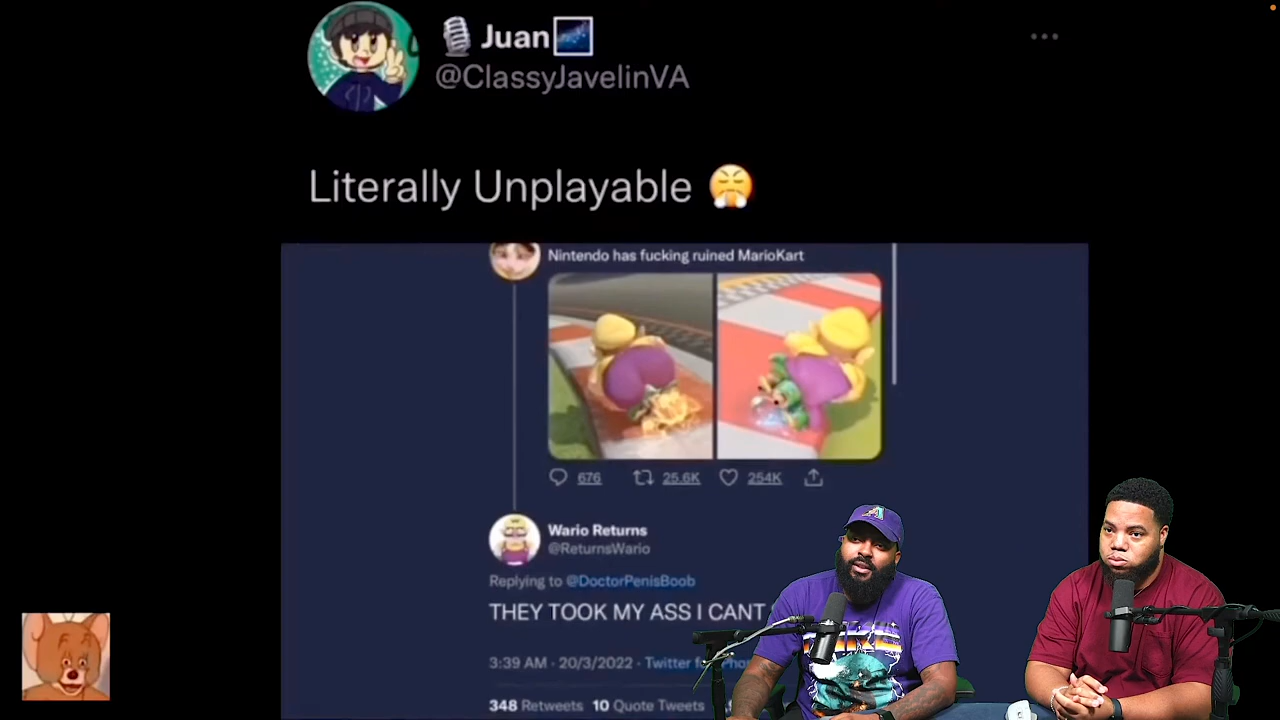 Juan
@ClassyJavelinVA
Literally Unplayable
Nintendo has fucking ruined MarioKart
676 25.6K 254K
Wario Returns
@ReturnsWario
Replying to @DoctorPenisBoob
THEY TOOK MY ASS I CANT
3:39 AM · 20/3/2022 · Twitter
348 Retweets 10 Quote Tweets